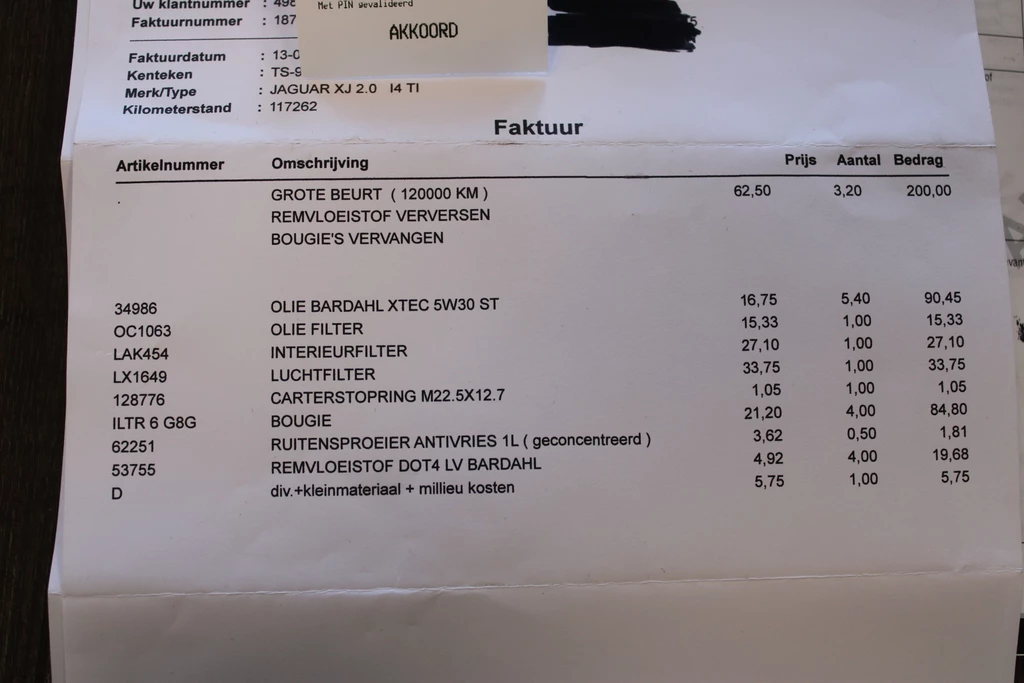 Uw klantnummer : 498
Met PIN gevalideerd
Faktuurnummer : 187
AKKOORD
Faktuurdatum : 13-0
Kenteken : TS-9
Merk/Type : JAGUAR XJ 2.0 I4 TI
Kilometerstand : 117262
Faktuur
Artikelnummer Omschrijving Prijs Aantal Bedrag
GROTE BEURT ( 120000 KM ) 62,50 3,20 200,00
REMVLOEISTOF VERVERSEN
BOUGIE'S VERVANGEN
34986 OLIE BARDAHL XTEC 5W30 ST 16,75 5,40 90,45
OC1063 OLIE FILTER 15,33 1,00 15,33
LAK454 INTERIEURFILTER 27,10 1,00 27,10
LX1649 LUCHTFILTER 33,75 1,00 33,75
128776 CARTERSTOPRING M22.5X12.7 1,05 1,00 1,05
ILTR 6 G8G BOUGIE 21,20 4,00 84,80
62251 RUITENSPROEIER ANTIVRIES 1L ( geconcentreerd ) 3,62 0,50 1,81
53755 REMVLOEISTOF DOT4 LV BARDAHL 4,92 4,00 19,68
D div.+kleinmateriaal + millieu kosten 5,75 1,00 5,75